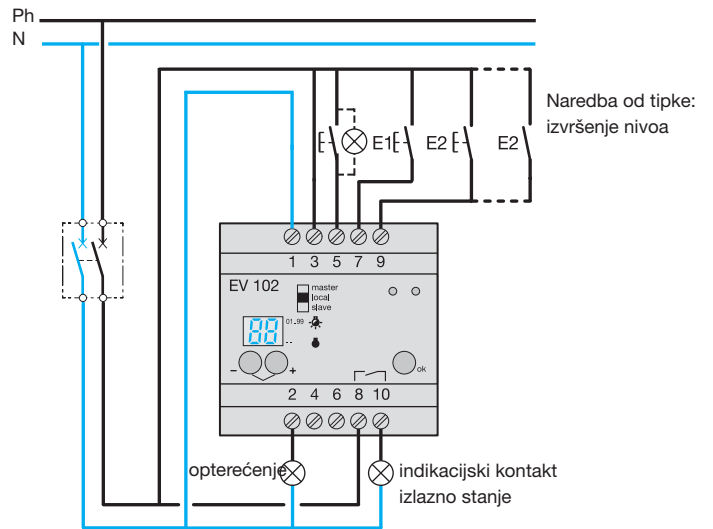 Ph
N
Naredba od tipke:
izvršenje nivoa
E1
E2
E2
1 3 5 7 9
EV 102
master
local
slave
88
01..99
--
- +
ok
2 4 6 8 10
opterećenje
indikacijski kontakt
izlazno stanje